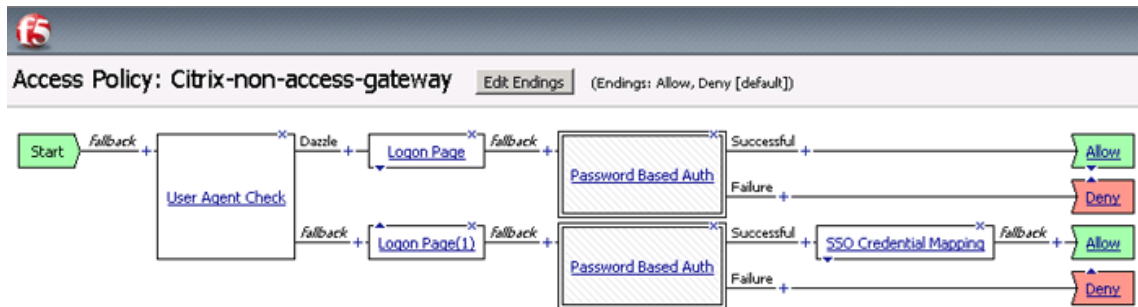 f5
Access Policy: Citrix-non-access-gateway Edit Endings (Endings: Allow, Deny [default])
Start Fallback + User Agent Check Dazzle + Logon Page Fallback + Password Based Auth Successful + Allow
Failure + Deny
Fallback + Logon Page(1) Fallback + Password Based Auth Successful + SSO Credential Mapping Fallback + Allow
Failure + Deny